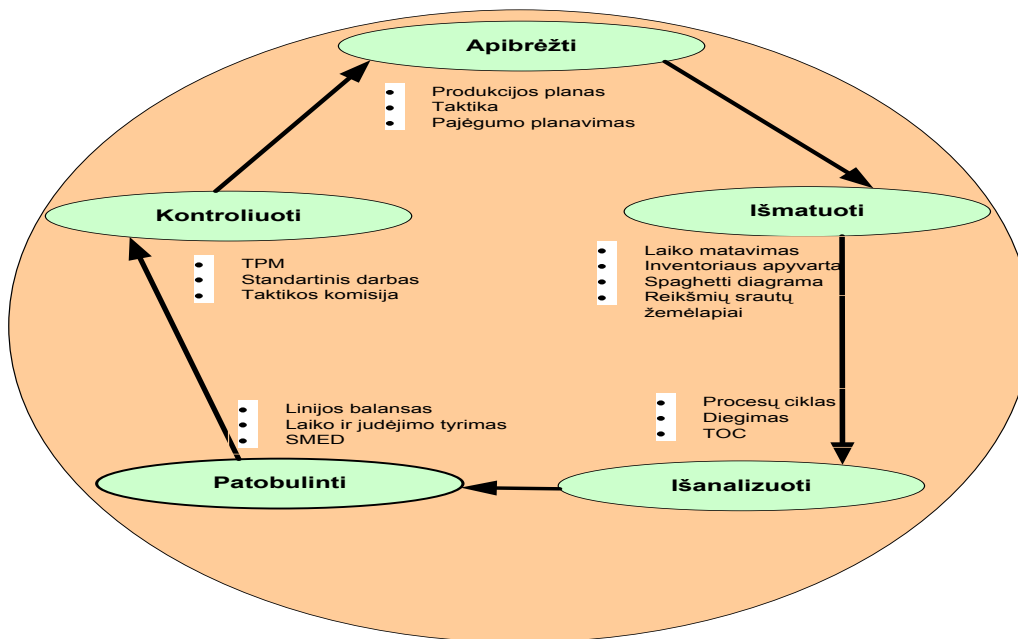 Apibrėžti
• Produkcijos planas
• Taktika
• Pajėgumo planavimas
Išmatuoti
• Laiko matavimas
• Inventoriaus apyvarta
• Spaghetti diagrama
• Reikšmių srautų
žemėlapiai
• Procesų ciklas
• Diegimas
• TOC
Išanalizuoti
• Linijos balansas
• Laiko ir judėjimo tyrimas
• SMED
Patobulinti
Kontroliuoti
• TPM
• Standartinis darbas
• Taktikos komisija